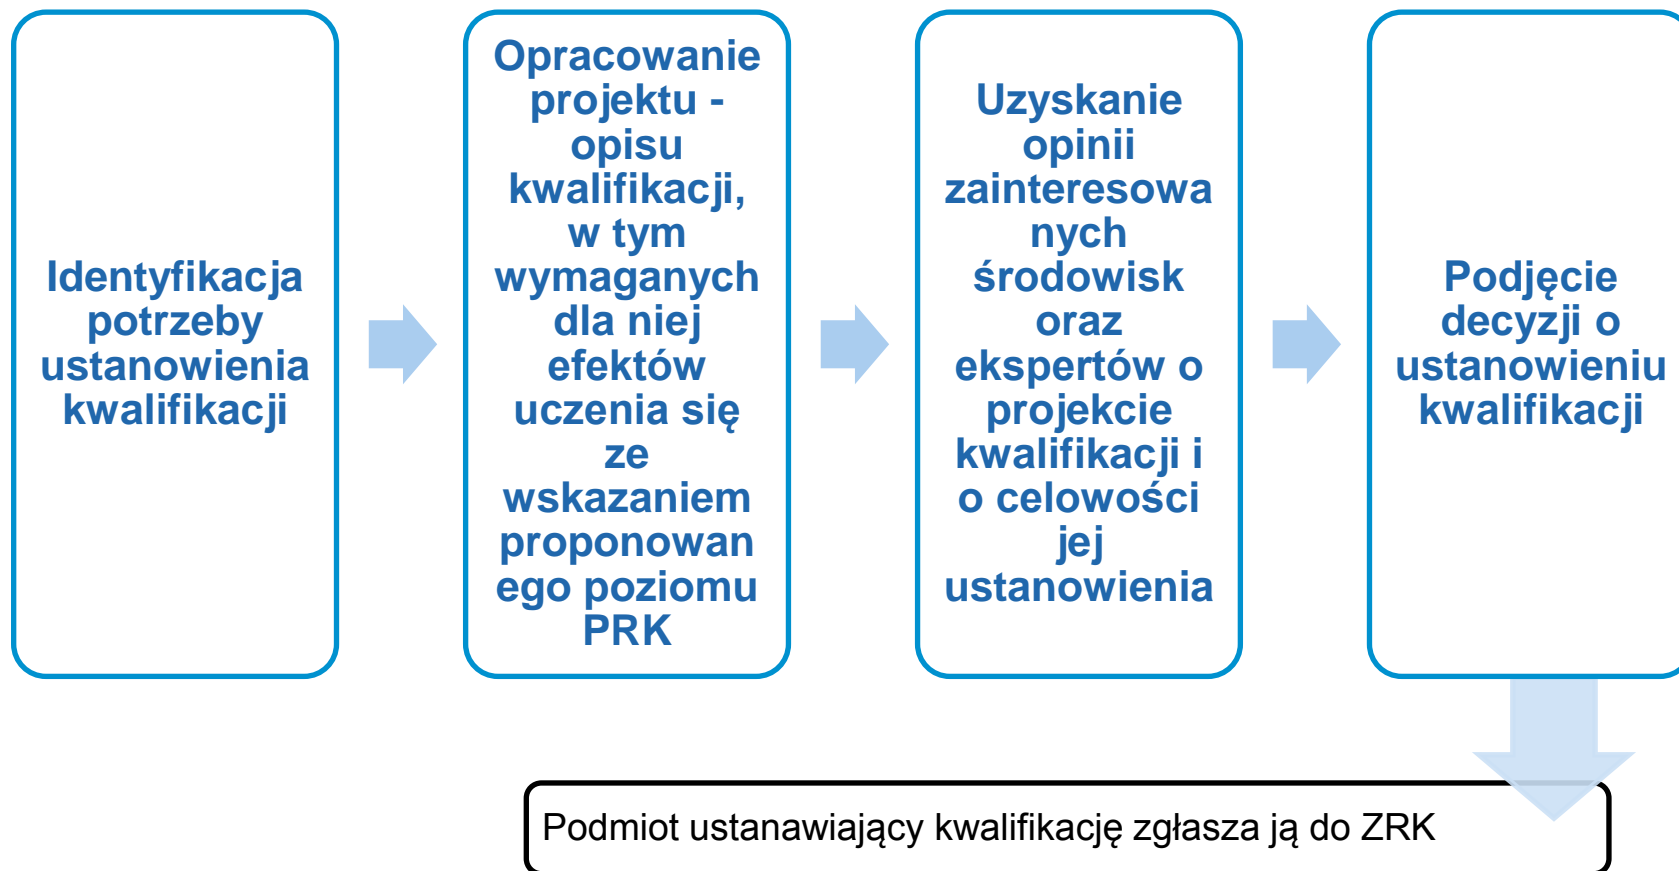 Identyfikacja
potrzeby
ustanowienia
kwalifikacji
Opracowanie
projektu -
opisu
kwalifikacji,
w tym
wymaganych
dla niej
efektów
uczenia się
ze
wskazaniem
proponowan
ego poziomu
PRK
Uzyskanie
opinii
zainteresowa
nych
środowisk
oraz
ekspertów o
projekcie
kwalifikacji i
o celowości
jej
ustanowienia
Podjęcie
decyzji o
ustanowieniu
kwalifikacji
Podmiot ustanawiający kwalifikację zgłasza ją do ZRK